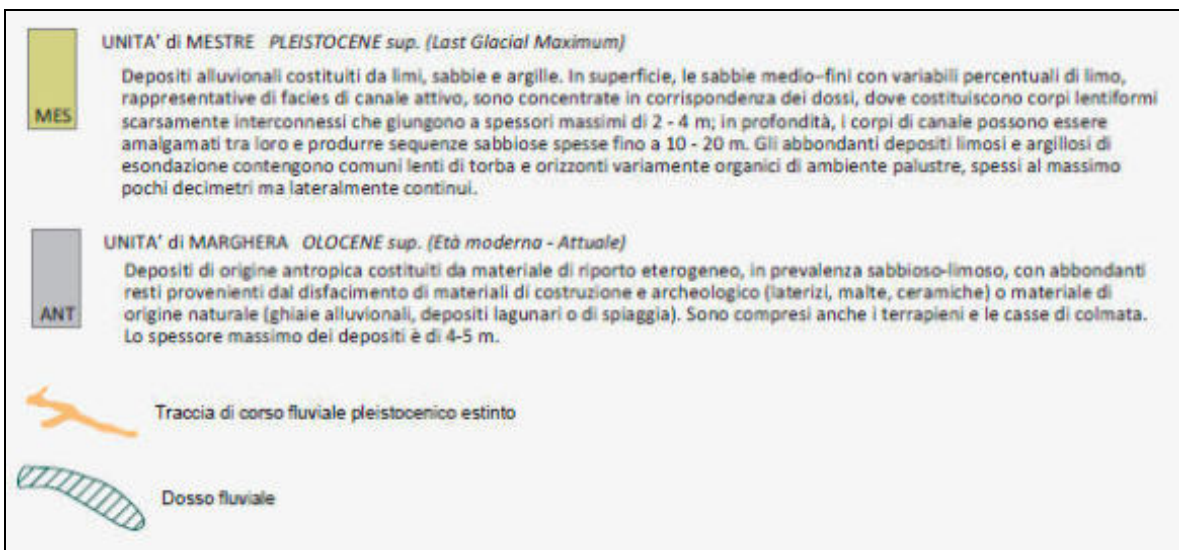 UNITA' di MESTRE PLEISTOCENE sup. (Last Glacial Maximum)
Depositi alluvionali costituiti da limi, sabbie e argille. In superficie, le sabbie medio–fini con variabili percentuali di limo,
rappresentative di facies di canale attivo, sono concentrate in corrispondenza dei dossi, dove costituiscono corpi lentiformi
scarsamente interconnessi che giungono a spessori massimi di 2 - 4 m; in profondità, i corpi di canale possono essere
amalgamati tra loro e produrre sequenze sabbiose spesse fino a 10 - 20 m. Gli abbondanti depositi limosi e argillosi di
esondazione contengono comuni lenti di torba e orizzonti variamente organici di ambiente palustre, spessi al massimo
pochi decimetri ma lateralmente continui.
MES
UNITA' di MARGHERA OLOCENE sup. (Età moderna - Attuale)
Depositi di origine antropica costituiti da materiale di riporto eterogeneo, in prevalenza sabbioso-limoso, con abbondanti
resti provenienti dal disfacimento di materiali di costruzione e archeologico (laterizi, malte, ceramiche) o materiale di
origine naturale (ghiaie alluvionali, depositi lagunari o di spiaggia). Sono compresi anche i terrapieni e le casse di colmata.
Lo spessore massimo dei depositi è di 4-5 m.
ANT
Traccia di corso fluviale pleistocenico estinto
Dosso fluviale